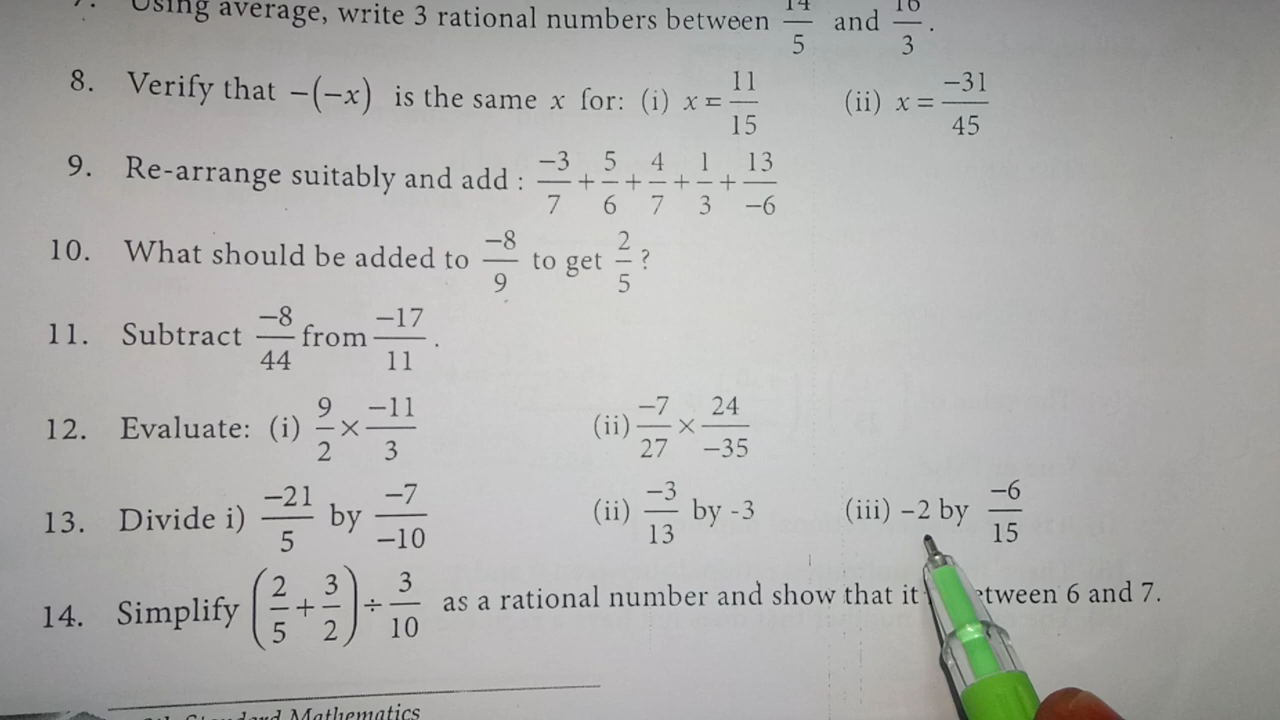 Using average, write 3 rational numbers between 14/5 and 16/3.
8. Verify that −(−x) is the same x for: (i) x = 11/15 (ii) x = −31/45
9. Re-arrange suitably and add : −3/7 + 5/6 + 4/7 + 1/3 + 13/−6
10. What should be added to −8/9 to get 2/5 ?
11. Subtract −8/44 from −17/11 .
12. Evaluate: (i) 9/2 × −11/3 (ii) −7/27 × 24/−35
13. Divide i) −21/5 by −7/−10 (ii) −3/13 by -3 (iii) −2 by −6/15
14. Simplify (2/5 + 3/2) ÷ 3/10 as a rational number and show that it between 6 and 7.
Standard Mathematics